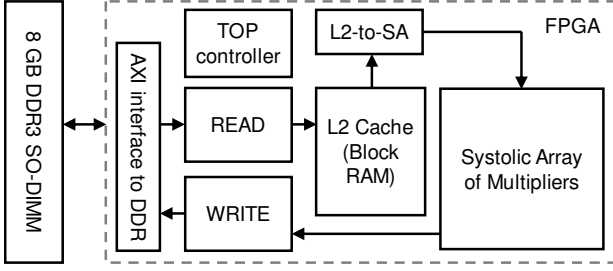 8 GB DDR3 SO-DIMM
AXI interface to DDR
TOP
controller
READ
WRITE
L2-to-SA
L2 Cache
(Block
RAM)
FPGA
Systolic Array
of Multipliers